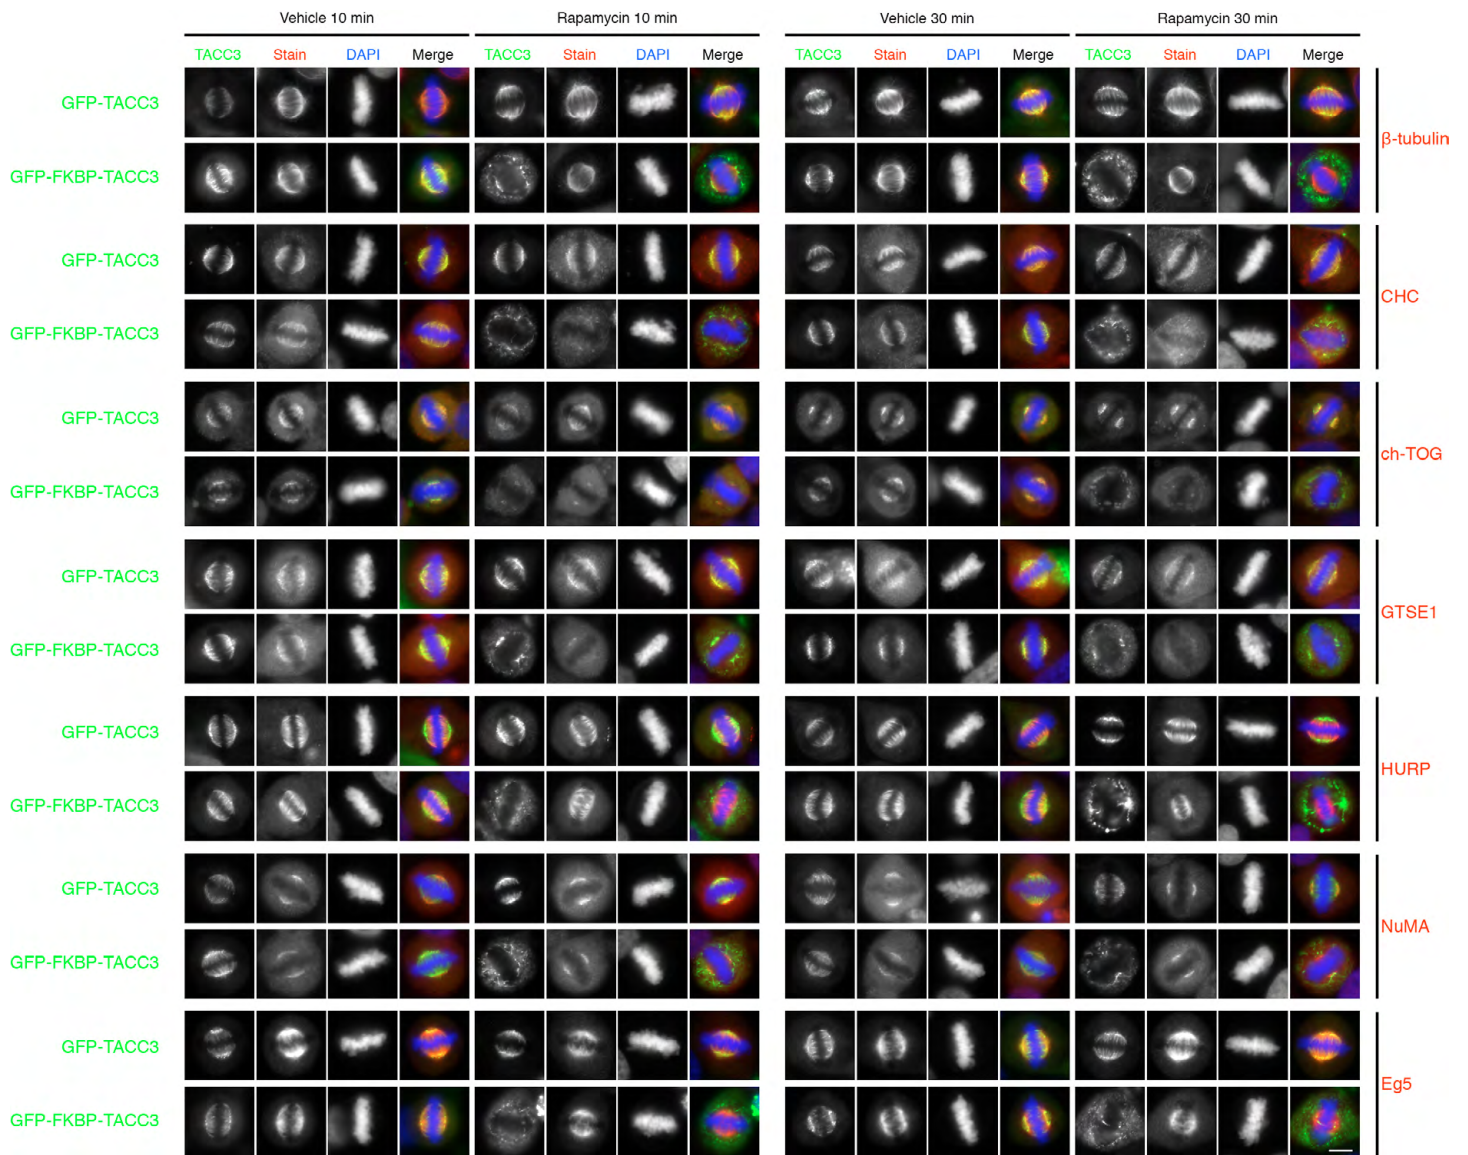 Vehicle 10 min Rapamycin 10 min Vehicle 30 min Rapamycin 30 min
TACC3 Stain DAPI Merge TACC3 Stain DAPI Merge TACC3 Stain DAPI Merge TACC3 Stain DAPI Merge
GFP-TACC3
β-tubulin
GFP-FKBP-TACC3
GFP-TACC3
CHC
GFP-FKBP-TACC3
GFP-TACC3
ch-TOG
GFP-FKBP-TACC3
GFP-TACC3
GTSE1
GFP-FKBP-TACC3
GFP-TACC3
HURP
GFP-FKBP-TACC3
GFP-TACC3
NuMA
GFP-FKBP-TACC3
GFP-TACC3
Eg5
GFP-FKBP-TACC3